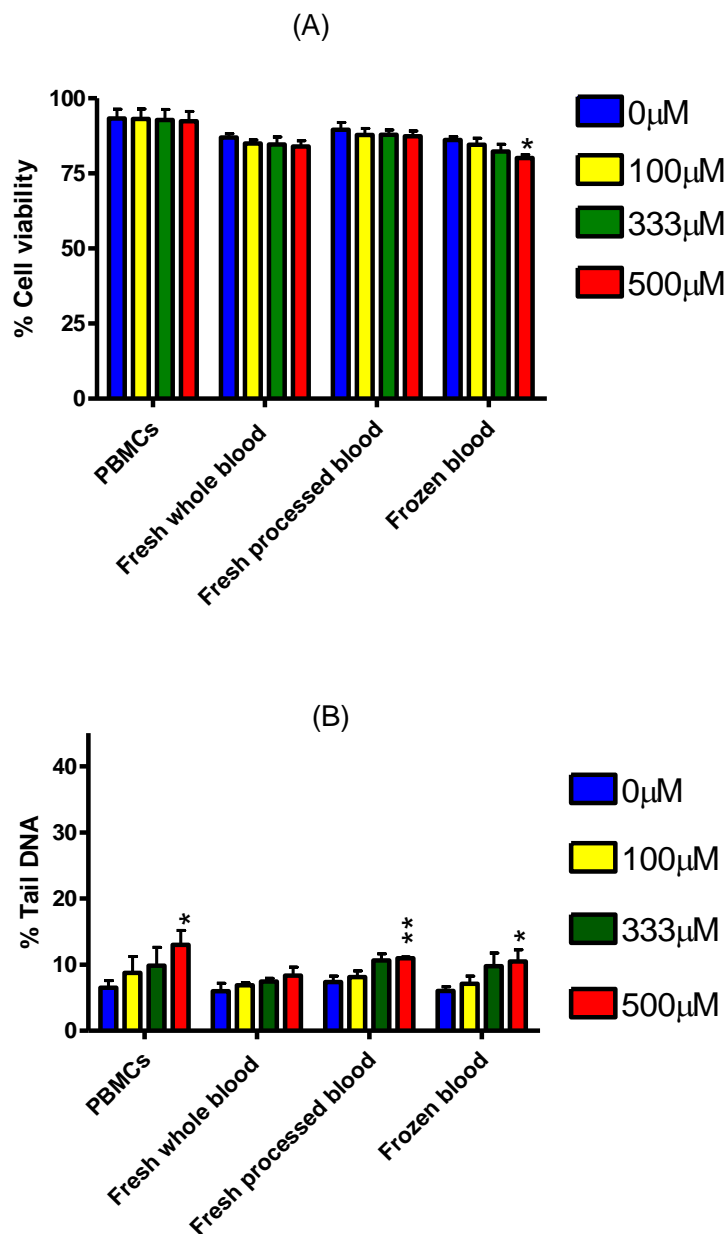 (A)
100
75
50
25
0
% Cell viability
PBMCs
Fresh whole blood
Fresh processed blood
Frozen blood
*
0µM
100µM
333µM
500µM
(B)
40
30
20
10
0
% Tail DNA
PBMCs
Fresh whole blood
Fresh processed blood
Frozen blood
*
**
*
0µM
100µM
333µM
500µM